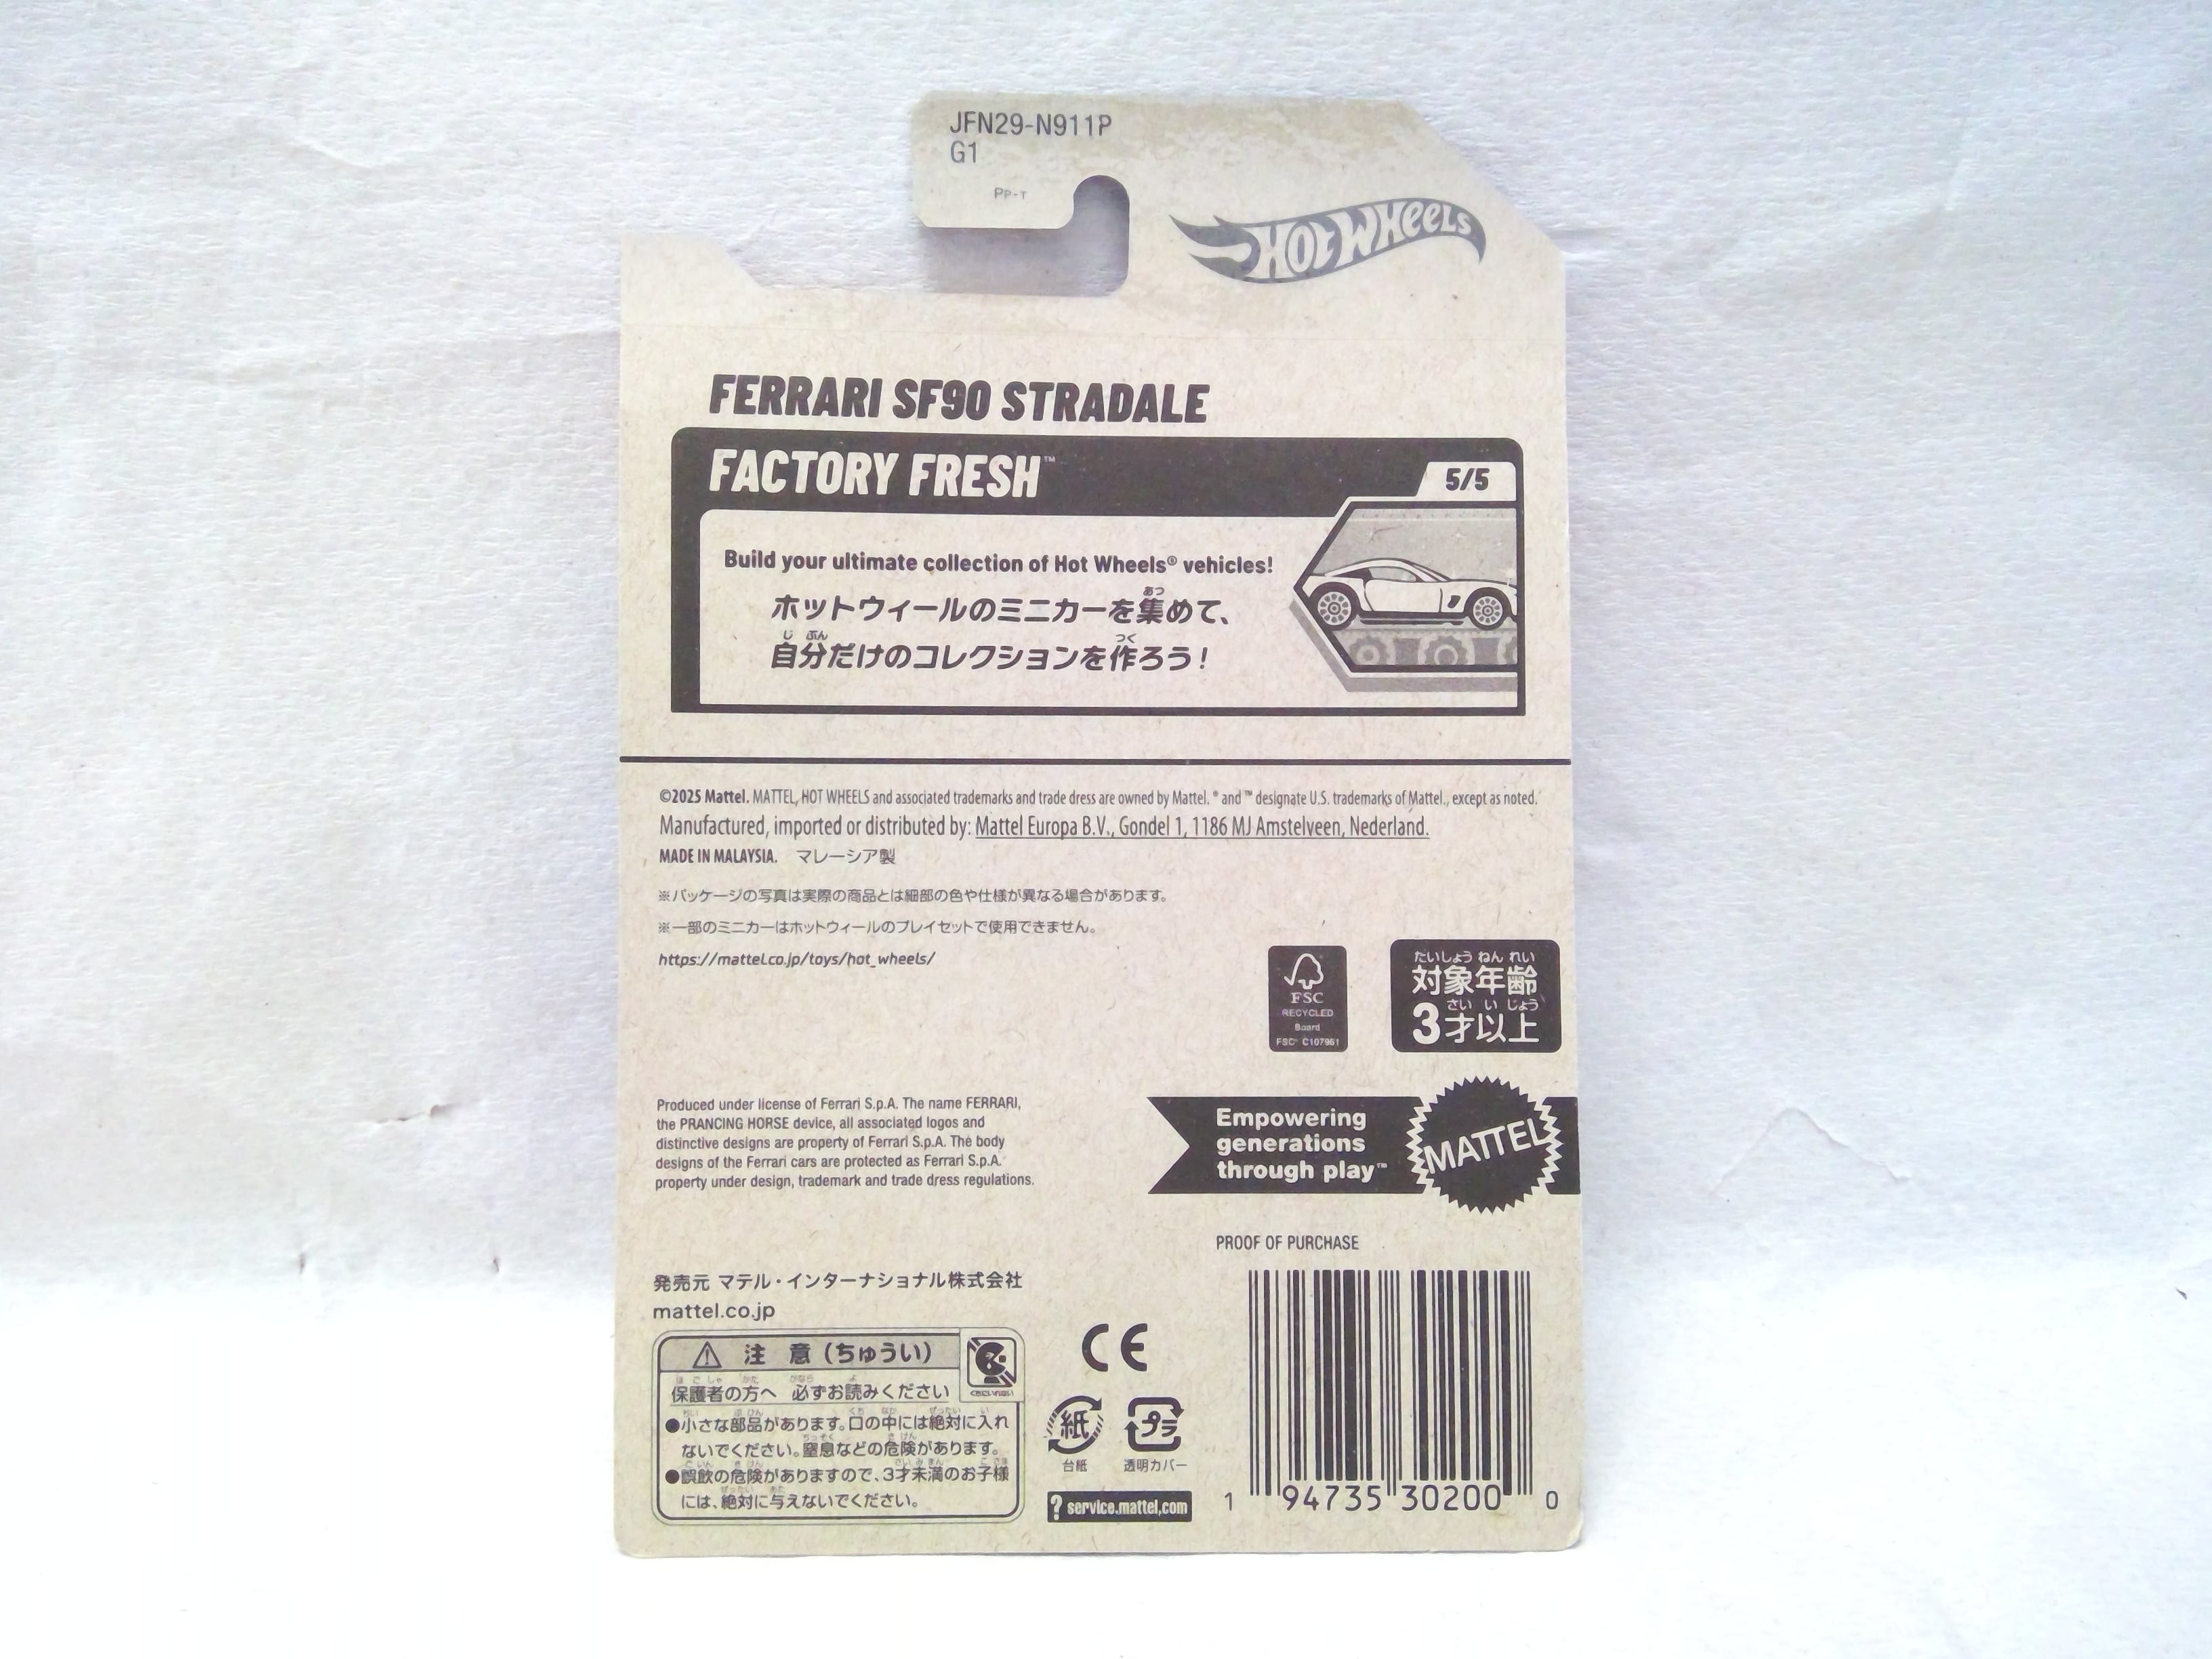 JFN29-N911P
G1
PP-T
HOT WHEELS
FERRARI SF90 STRADALE
FACTORY FRESH™
5/5
Build your ultimate collection of Hot Wheels® vehicles!
ホットウィールのミニカーを集めて、
自分だけのコレクションを作ろう!
©2025 Mattel. MATTEL, HOT WHEELS and associated trademarks and trade dress are owned by Mattel. ® and ™ designate U.S. trademarks of Mattel., except as noted.
Manufactured, imported or distributed by: Mattel Europa B.V., Gondel 1, 1186 MJ Amstelveen, Nederland.
MADE IN MALAYSIA. マレーシア製
※パッケージの写真は実際の商品とは細部の色や仕様が異なる場合があります。
※一部のミニカーはホットウィールのプレイセットで使用できません。
https://mattel.co.jp/toys/hot_wheels/
FSC
RECYCLED
Board
FSC® C107961
たいしょう ねん れい
対象年齢
さい い じょう
3才以上
Produced under license of Ferrari S.p.A. The name FERRARI,
the PRANCING HORSE device, all associated logos and
distinctive designs are property of Ferrari S.p.A. The body
designs of the Ferrari cars are protected as Ferrari S.p.A.
property under design, trademark and trade dress regulations.
Empowering
generations
through play™
MATTEL
PROOF OF PURCHASE
発売元 マテル・インターナショナル株式会社
mattel.co.jp
注 意(ちゅうい)
保護者の方へ 必ずお読みください
●小さな部品があります。口の中には絶対に入れ
ないでください。窒息などの危険があります。
●誤飲の危険がありますので、3才未満のお子様
には、絶対に与えないでください。
CE
紙
台紙
プラ
透明カバー
? service.mattel.com
1 94735 30200 0